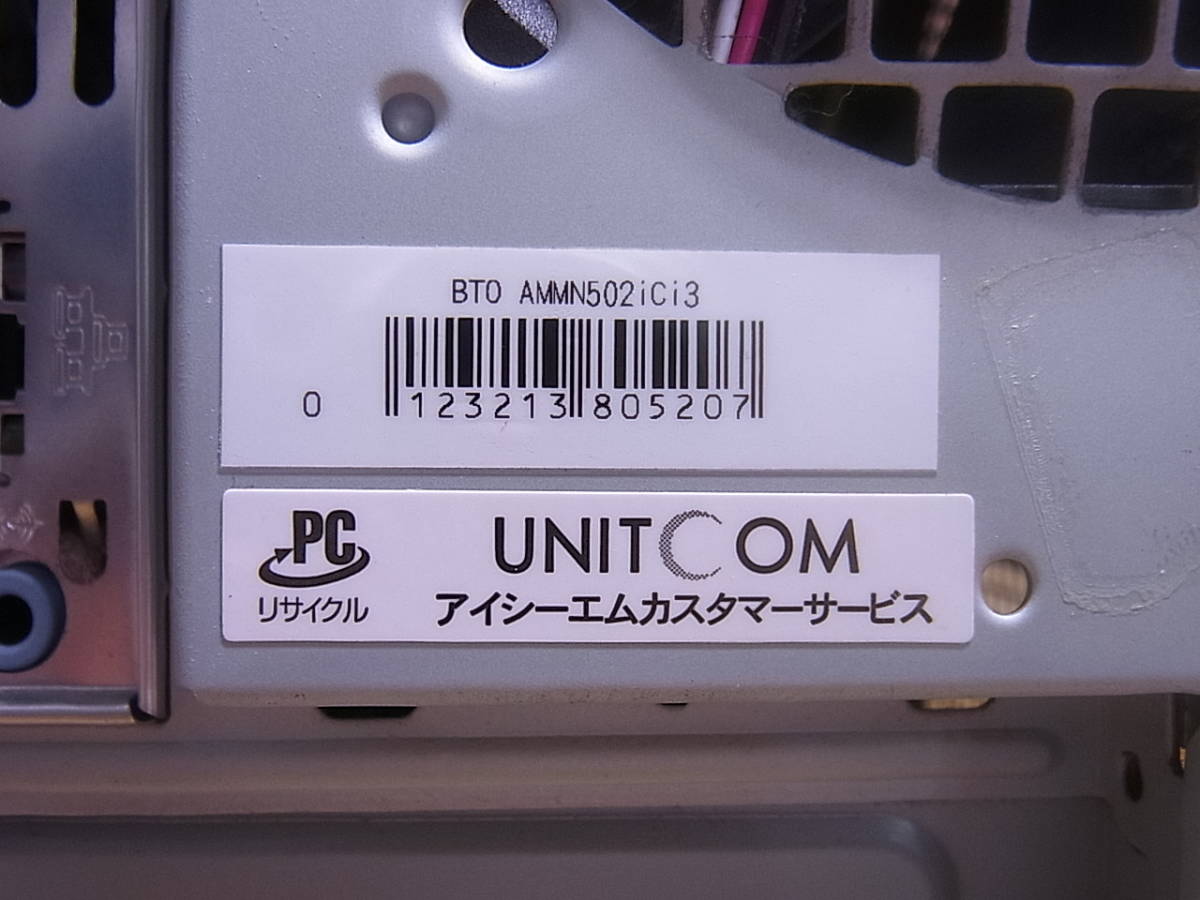 BTO AMMN502iCi3
0 123213 805207
PC
リサイクル
UNITCOM
アイシーエムカスタマーサービス